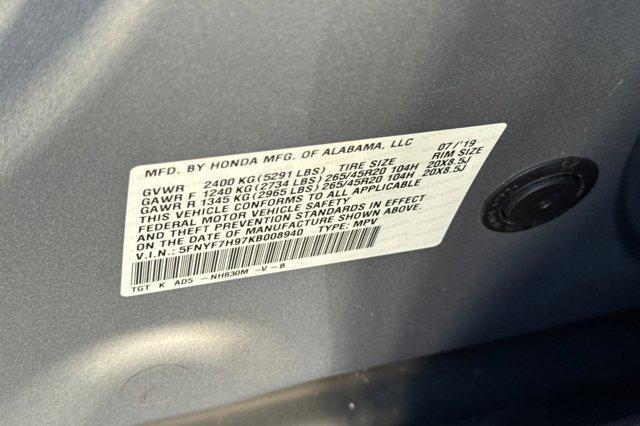 MFD. BY HONDA MFG. OF ALABAMA, LLC 07/'19
GVWR 2400 KG (5291 LBS) TIRE SIZE RIM SIZE
GAWR F 1240 KG (2734 LBS) 265/45R20 104H 20X8.5J
GAWR R 1345 KG (2965 LBS) 265/45R20 104H 20X8.5J
THIS VEHICLE CONFORMS TO ALL APPLICABLE
FEDERAL MOTOR VEHICLE SAFETY
AND THEFT PREVENTION STANDARDS IN EFFECT
ON THE DATE OF MANUFACTURE SHOWN ABOVE.
V.I.N.: 5FNYF7H97KB008940 TYPE: MPV
TGT K AD5 -NH830M -V-B